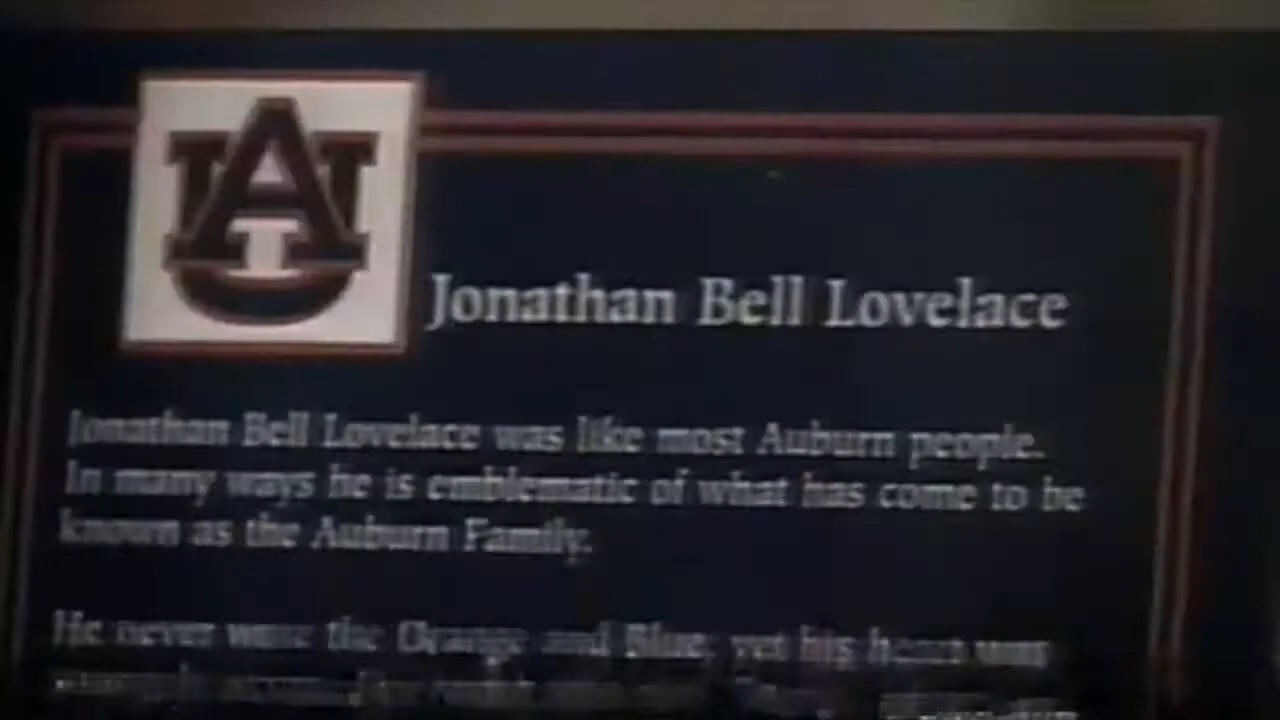 AU
Jonathan Bell Lovelace
Jonathan Bell Lovelace was like most Auburn people.
In many ways he is emblematic of what has come to be
known as the Auburn Family.
He never wore the Orange and Blue, yet his heart was